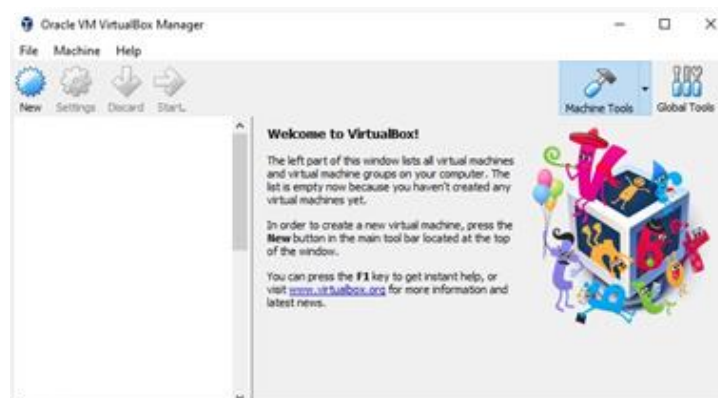 Oracle VM VirtualBox Manager
File Machine Help
New Settings Discard Start
Machine Tools Global Tools
Welcome to VirtualBox!
The left part of this window lists all virtual machines
and virtual machine groups on your computer. The
list is empty now because you haven't created any
virtual machines yet.
In order to create a new virtual machine, press the
New button in the main tool bar located at the top
of the window.
You can press the F1 key to get instant help, or
visit www.virtualbox.org for more information and
latest news.